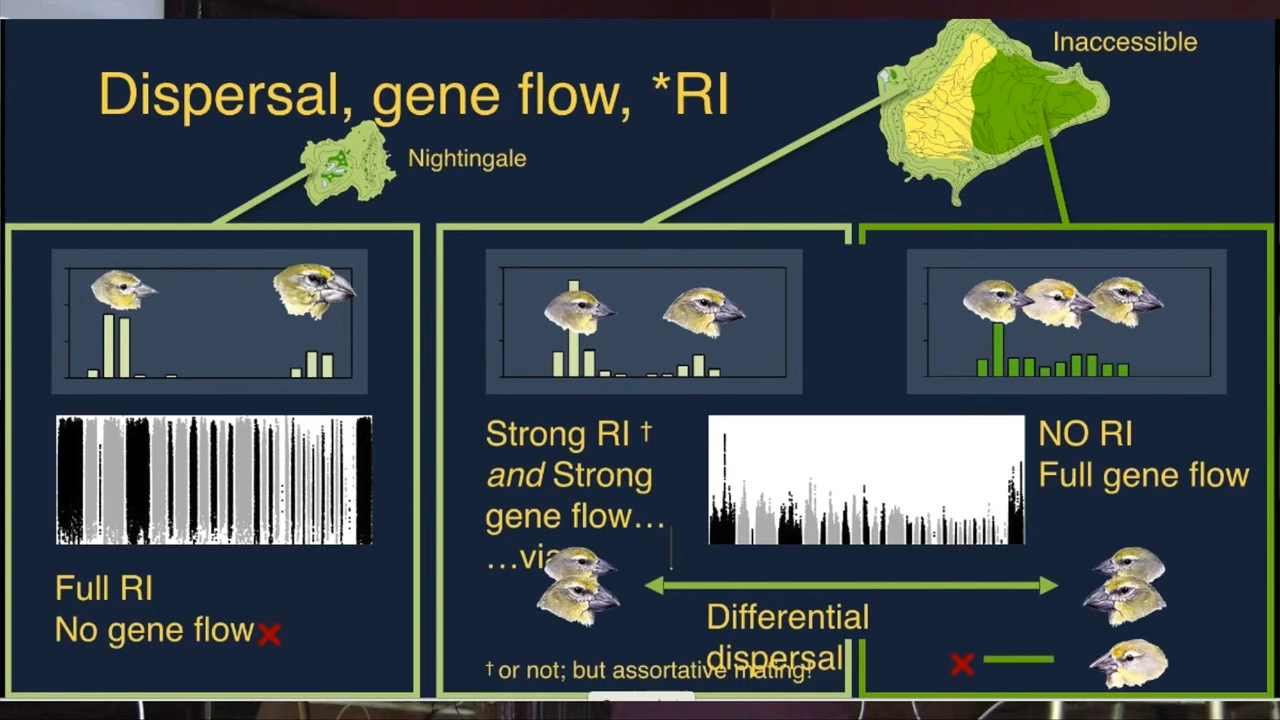 Inaccessible
Dispersal, gene flow, *RI
Nightingale
Strong RI †
and Strong
gene flow…
…via
NO RI
Full gene flow
Full RI
No gene flow
Differential
dispersal
† or not; but assortative mating!